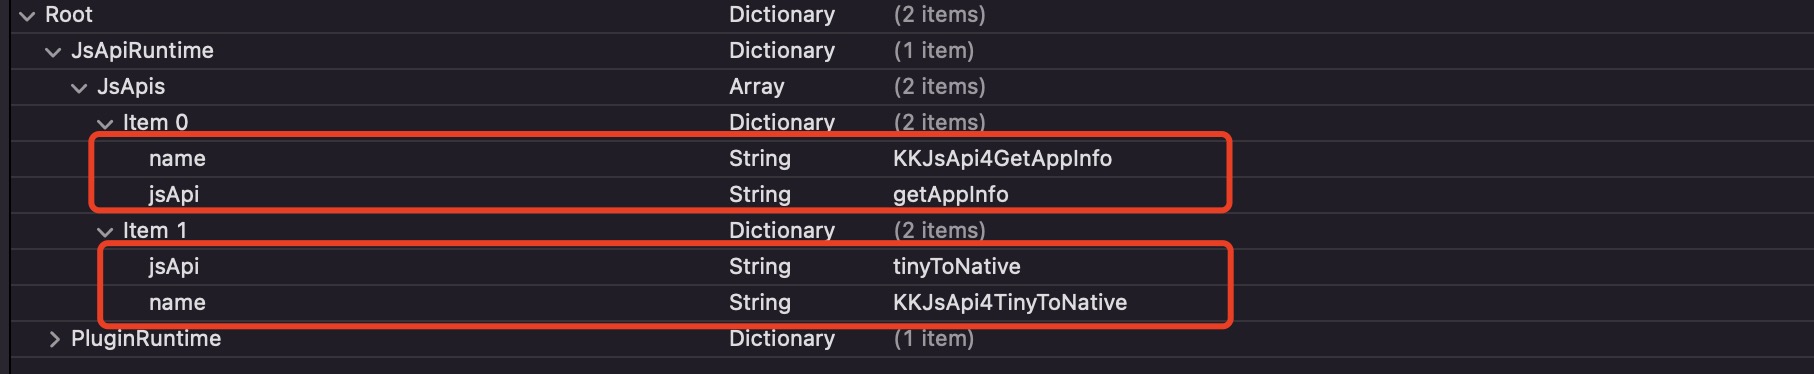 Root Dictionary (2 items)
JsApiRuntime Dictionary (1 item)
JsApis Array (2 items)
Item 0 Dictionary (2 items)
name String KKJsApi4GetAppInfo
jsApi String getAppInfo
Item 1 Dictionary (2 items)
jsApi String tinyToNative
name String KKJsApi4TinyToNative
PluginRuntime Dictionary (1 item)